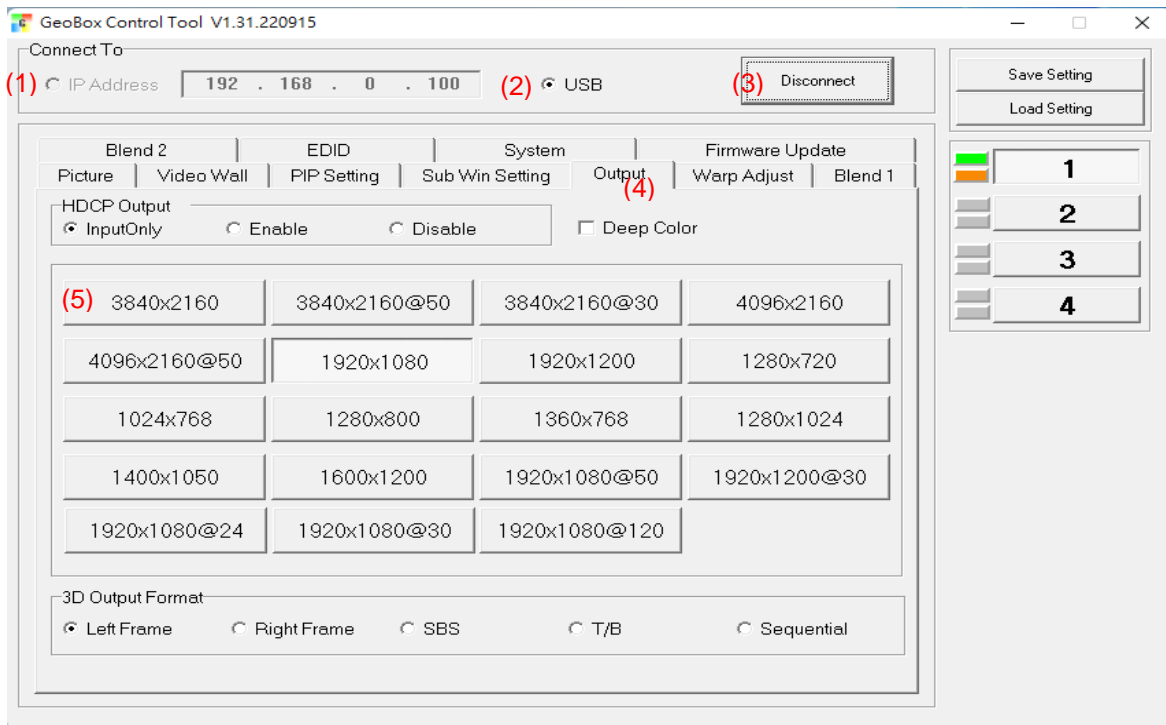 GeoBox Control Tool V1.31.220915
Connect To
(1) IP Address 192 . 168 . 0 . 100 (2) USB (3) Disconnect
Save Setting
Load Setting
Blend 2 EDID System Firmware Update
Picture Video Wall PIP Setting Sub Win Setting Output (4) Warp Adjust Blend 1
HDCP Output
InputOnly Enable Disable Deep Color
(5) 3840x2160 3840x2160@50 3840x2160@30 4096x2160
4096x2160@50 1920x1080 1920x1200 1280x720
1024x768 1280x800 1360x768 1280x1024
1400x1050 1600x1200 1920x1080@50 1920x1200@30
1920x1080@24 1920x1080@30 1920x1080@120
3D Output Format
Left Frame Right Frame SBS T/B Sequential
1
2
3
4